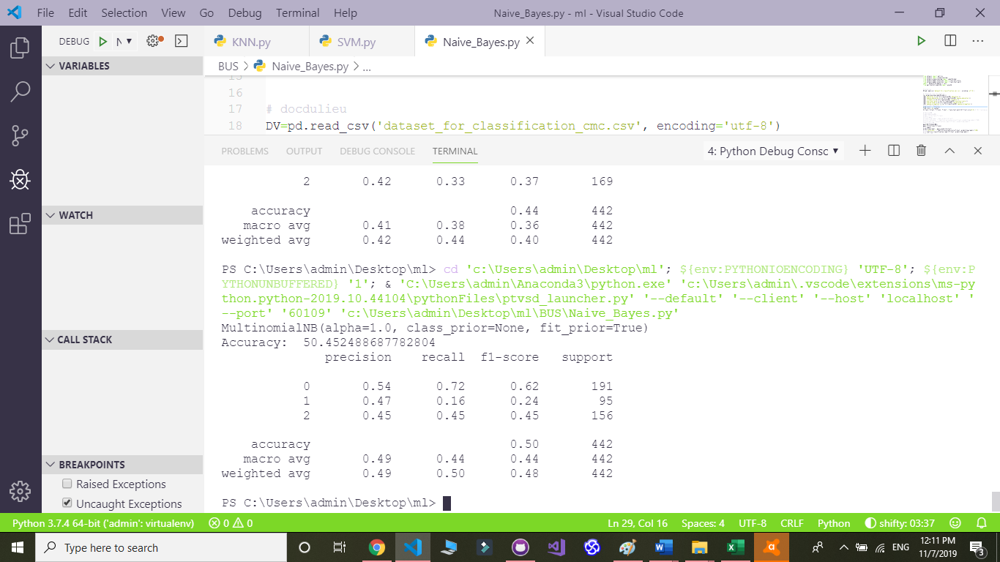 File Edit Selection View Go Debug Terminal Help Naive_Bayes.py - ml - Visual Studio Code
DEBUG N KNN.py SVM.py Naive_Bayes.py
VARIABLES
BUS > Naive_Bayes.py > ...
15
16
17 # docdulieu
18 DV=pd.read_csv('dataset_for_classification_cmc.csv', encoding='utf-8')
PROBLEMS OUTPUT DEBUG CONSOLE TERMINAL 4: Python Debug Consc
2 0.42 0.33 0.37 169
accuracy 0.44 442
WATCH
macro avg 0.41 0.38 0.36 442
weighted avg 0.42 0.44 0.40 442
PS C:\Users\admin\Desktop\ml> cd 'c:\Users\admin\Desktop\ml'; ${env:PYTHONIOENCODING} 'UTF-8'; ${env:P
YTHONUNBUFFERED} '1'; & 'C:\Users\admin\Anaconda3\python.exe' 'c:\Users\admin\.vscode\extensions\ms-py
thon.python-2019.10.44104\pythonFiles\ptvsd_launcher.py' '--default' '--client' '--host' 'localhost' '
--port' '60109' 'c:\Users\admin\Desktop\ml\BUS\Naive_Bayes.py'
MultinomialNB(alpha=1.0, class_prior=None, fit_prior=True)
CALL STACK
Accuracy: 50.452488687782804
precision recall f1-score support
0 0.54 0.72 0.62 191
1 0.47 0.16 0.24 95
2 0.45 0.45 0.45 156
accuracy 0.50 442
macro avg 0.49 0.44 0.44 442
weighted avg 0.49 0.50 0.48 442
BREAKPOINTS
Raised Exceptions
Uncaught Exceptions
PS C:\Users\admin\Desktop\ml>
Python 3.7.4 64-bit ('admin': virtualenv) 0 0 Ln 29, Col 16 Spaces: 4 UTF-8 CRLF Python shifty: 03:37
Type here to search ENG 12:11 PM
11/7/2019 3